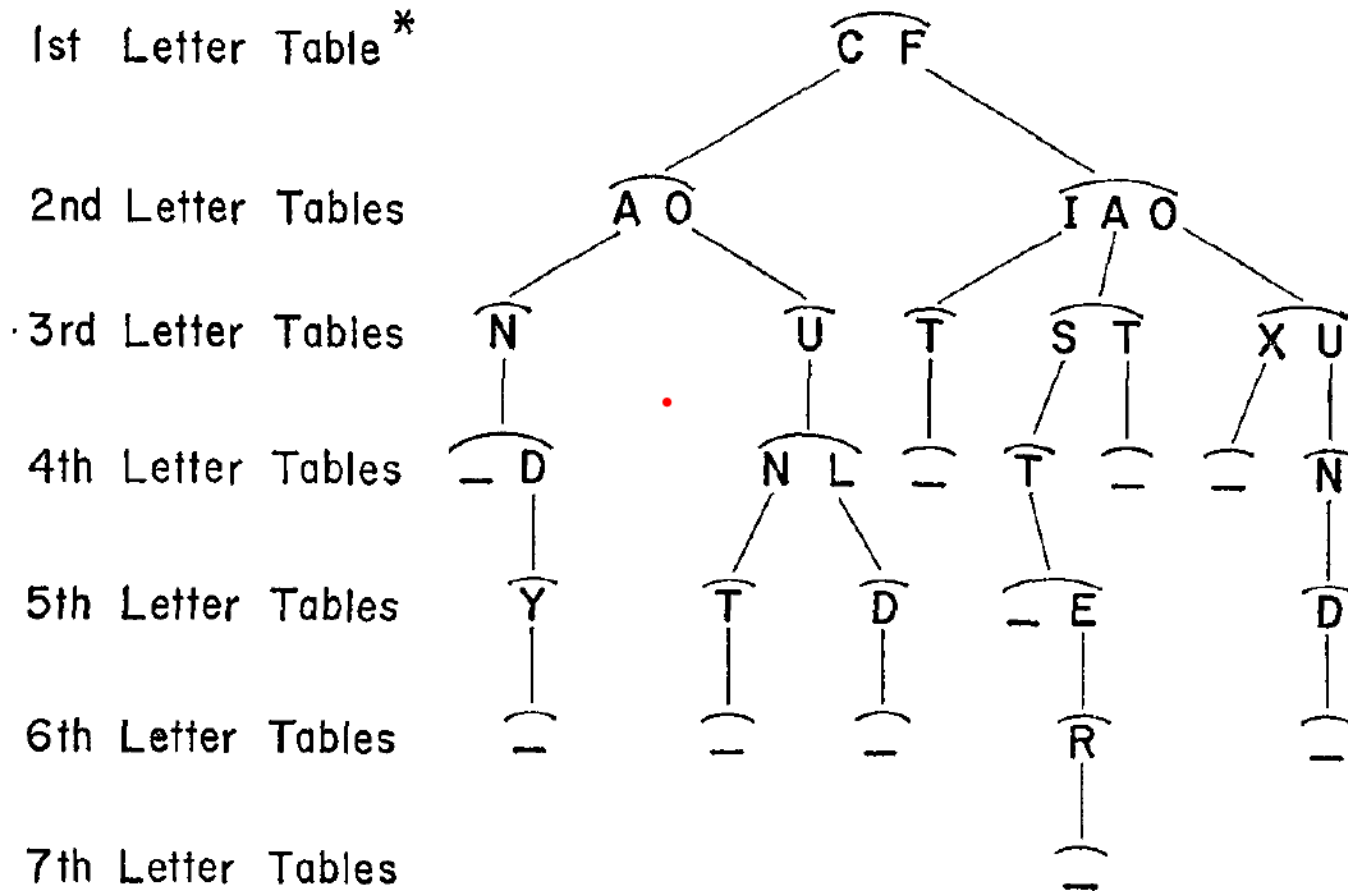 1st Letter Table * C F
2nd Letter Tables A O I A O
3rd Letter Tables N U T S T X U
4th Letter Tables _ D N L _ T _ _ N
5th Letter Tables Y T D _ E D
6th Letter Tables _ _ _ R _
7th Letter Tables _